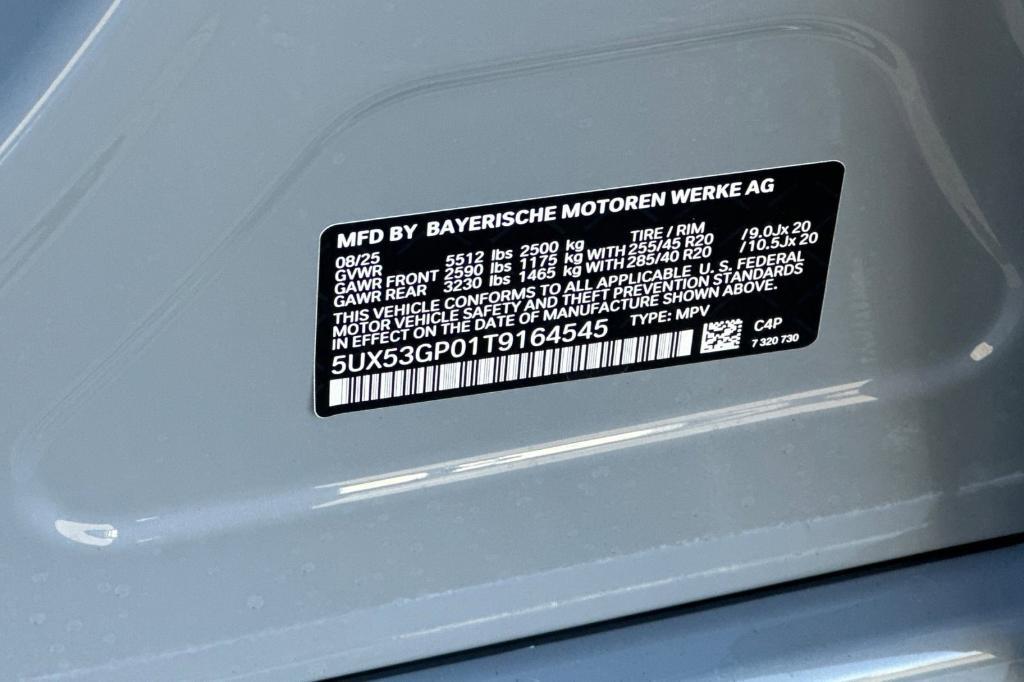 MFD BY BAYERISCHE MOTOREN WERKE AG
08/25 TIRE / RIM
GVWR 5512 lbs 2500 kg
GAWR FRONT 2590 lbs 1175 kg WITH 255/45 R20 /9.0Jx 20
GAWR REAR 3230 lbs 1465 kg WITH 285/40 R20 /10.5Jx 20
THIS VEHICLE CONFORMS TO ALL APPLICABLE U. S. FEDERAL
MOTOR VEHICLE SAFETY AND THEFT PREVENTION STANDARDS
IN EFFECT ON THE DATE OF MANUFACTURE SHOWN ABOVE.
5UX53GP01T9164545 TYPE: MPV
C4P
7 320 730